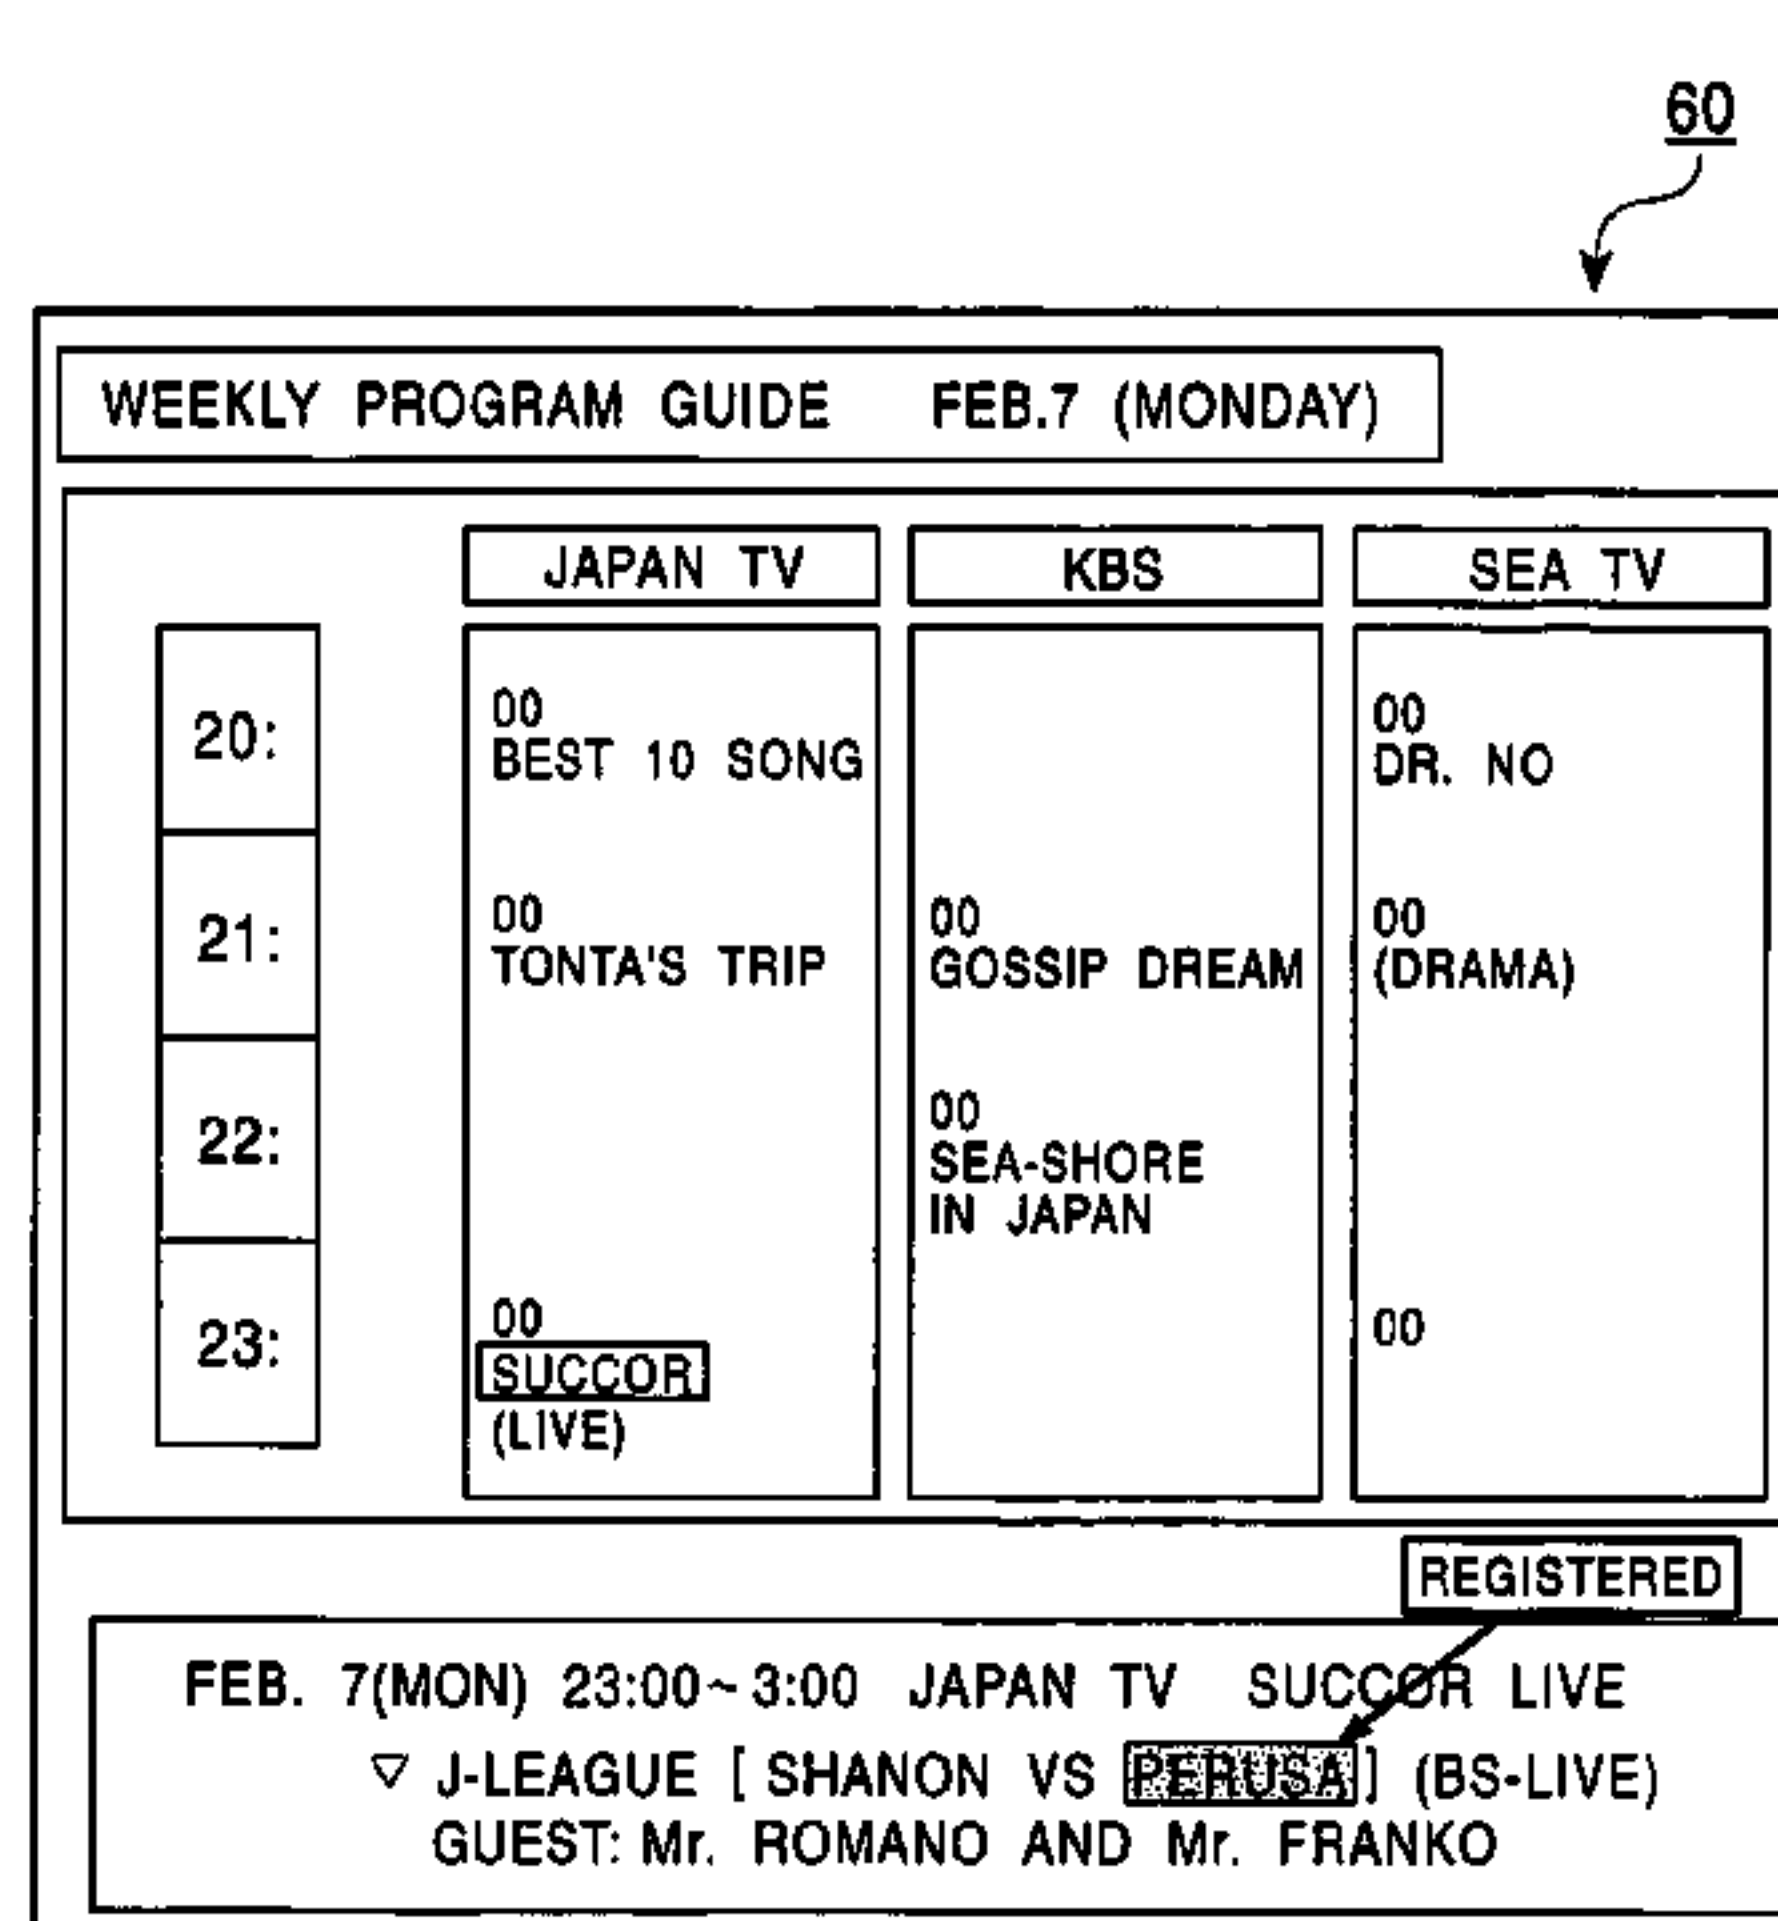 60
WEEKLY PROGRAM GUIDE FEB.7 (MONDAY)
JAPAN TV KBS SEA TV
20:
00
BEST 10 SONG
00
DR. NO
21:
00
TONTA'S TRIP
00
GOSSIP DREAM
00
(DRAMA)
22:
00
SEA-SHORE
IN JAPAN
23:
00
SUCCOR
(LIVE)
00
REGISTERED
FEB. 7(MON) 23:00~3:00 JAPAN TV SUCCOR LIVE
▽ J-LEAGUE [ SHANON VS PERUSA] (BS-LIVE)
GUEST: Mr. ROMANO AND Mr. FRANKO